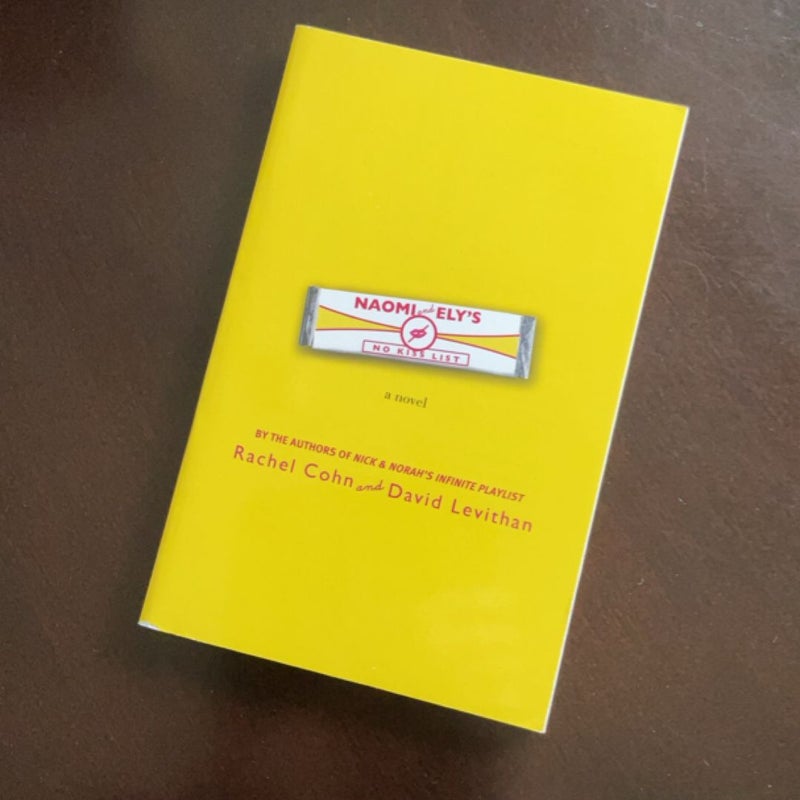 NAOMI and ELY'S
NO KISS LIST
a novel
BY THE AUTHORS OF NICK & NORAH'S INFINITE PLAYLIST
Rachel Cohn and David Levithan